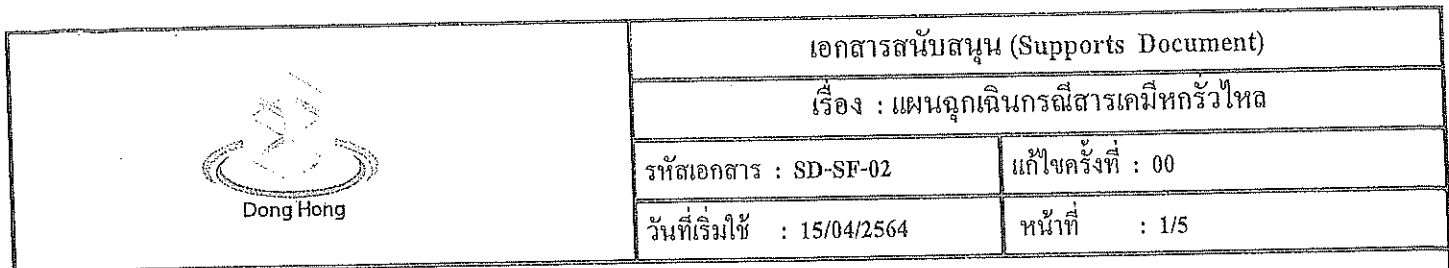 เอกสารสนับสนุน (Supports Document)
เรื่อง : แผนฉุกเฉินกรณีสารเคมีหกรั่วไหล
Dong Hong
รหัสเอกสาร : SD-SF-02
แก้ไขครั้งที่ : 00
วันที่เริ่มใช้ : 15/04/2564
หน้าที่ : 1/5